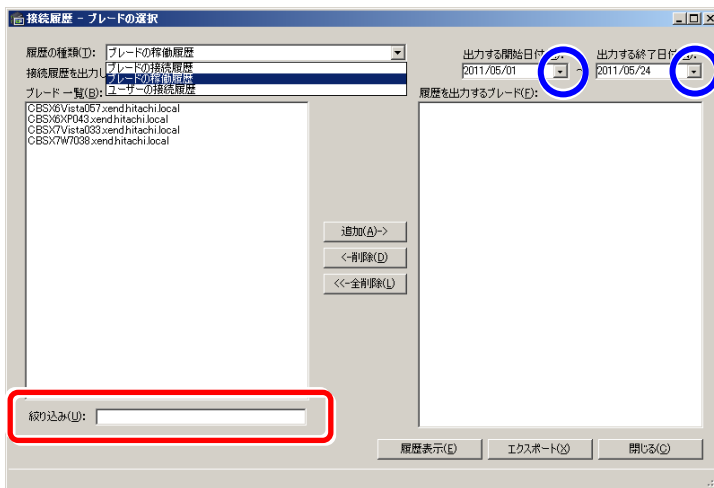 接続履歴 - ブレードの選択
履歴の種類(T): ブレードの稼働履歴
出力する開始日付
出力する終了日付
ブレードの接続履歴
接続履歴を出力し
ブレードの稼働履歴
2011/05/01 ~ 2011/05/24
ブレード一覧(B): ユーザーの接続履歴
履歴を出力するブレード(F):
CBSX6Vista057.xend.hitachi.local
CBSX6XP043.xend.hitachi.local
CBSX7Vista033.xend.hitachi.local
CBSX7W7038.xend.hitachi.local
追加(A)->
<-削除(D)
<<-全削除(L)
絞り込み(U):
履歴表示(E) エクスポート(X) 閉じる(C)